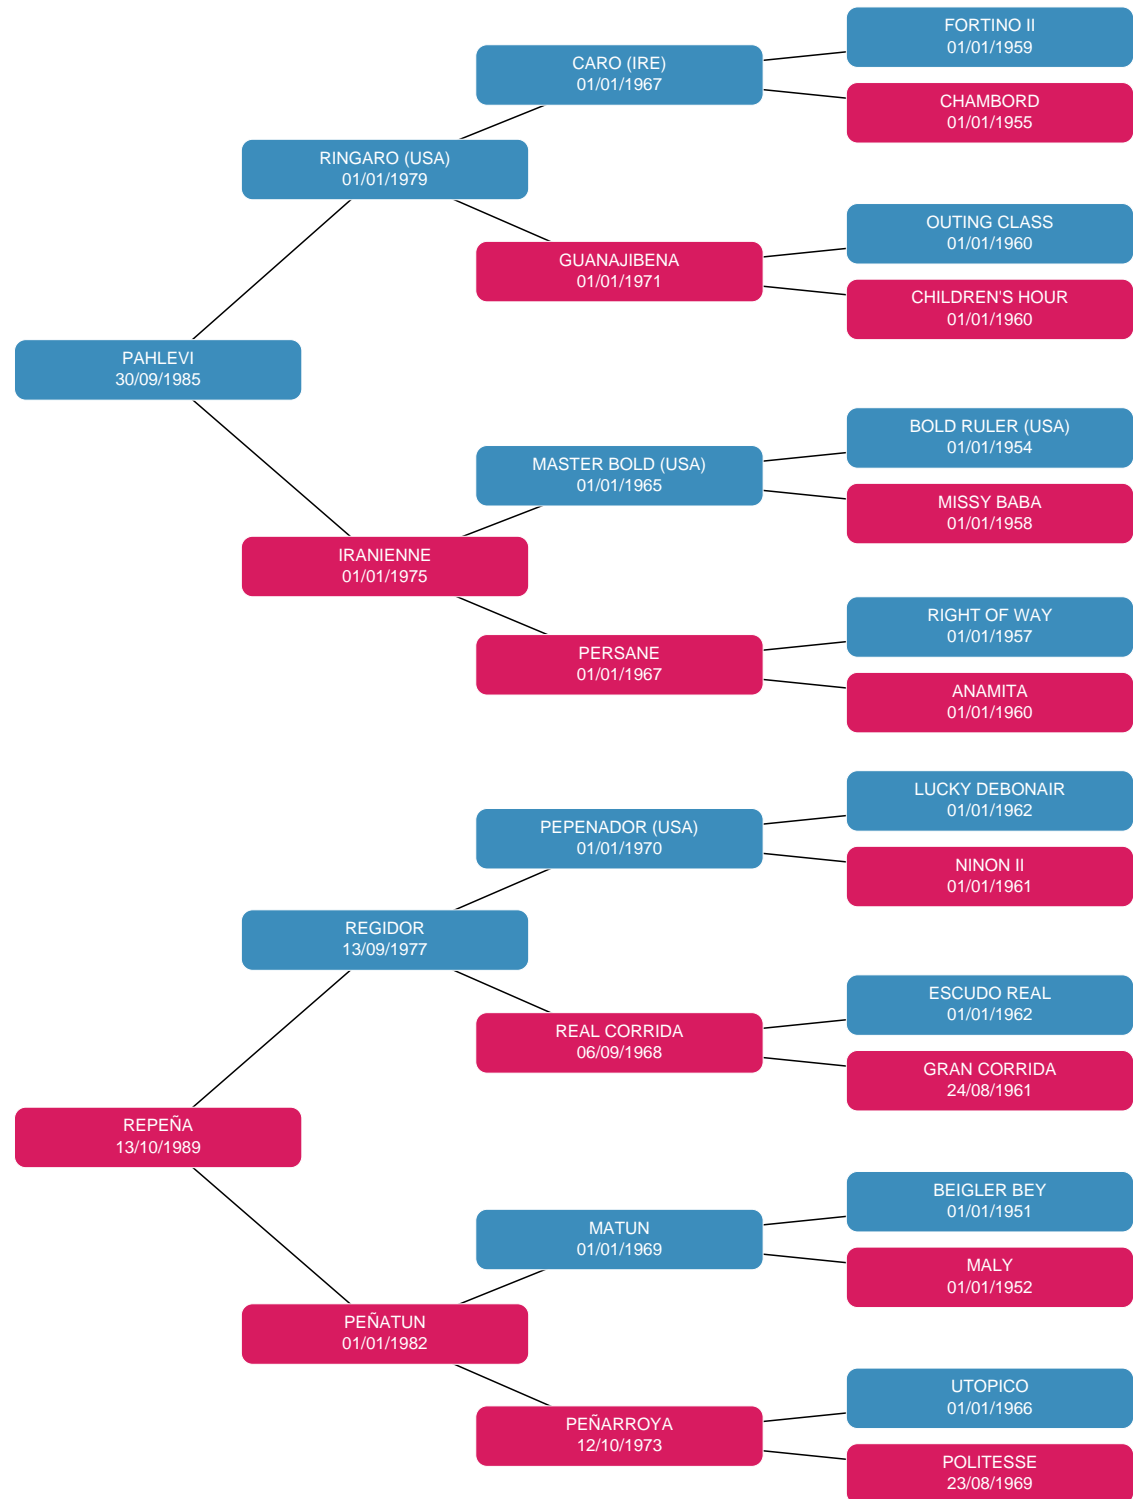 FORTINO II
01/01/1959
CARO (IRE)
01/01/1967
CHAMBORD
01/01/1955
RINGARO (USA)
01/01/1979
OUTING CLASS
01/01/1960
GUANAJIBENA
01/01/1971
CHILDREN'S HOUR
01/01/1960
PAHLEVI
30/09/1985
BOLD RULER (USA)
01/01/1954
MASTER BOLD (USA)
01/01/1965
MISSY BABA
01/01/1958
IRANIENNE
01/01/1975
RIGHT OF WAY
01/01/1957
PERSANE
01/01/1967
ANAMITA
01/01/1960
LUCKY DEBONAIR
01/01/1962
PEPENADOR (USA)
01/01/1970
NINON II
01/01/1961
REGIDOR
13/09/1977
ESCUDO REAL
01/01/1962
REAL CORRIDA
06/09/1968
GRAN CORRIDA
24/08/1961
REPEÑA
13/10/1989
BEIGLER BEY
01/01/1951
MATUN
01/01/1969
MALY
01/01/1952
PEÑATUN
01/01/1982
UTOPICO
01/01/1966
PEÑARROYA
12/10/1973
POLITESSE
23/08/1969